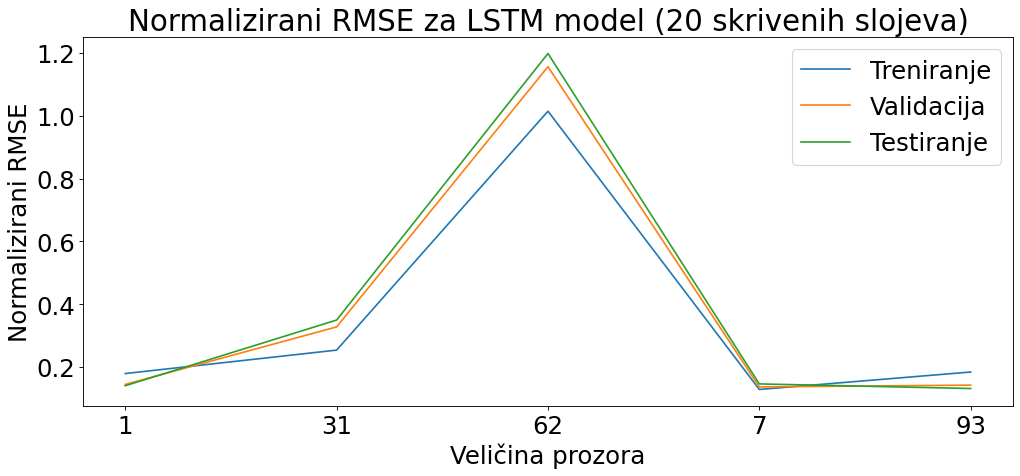 Normalizirani RMSE za LSTM model (20 skrivenih slojeva)
Normalizirani RMSE
1.2
1.0
0.8
0.6
0.4
0.2
Treniranje
Validacija
Testiranje
1 31 62 7 93
Veličina prozora